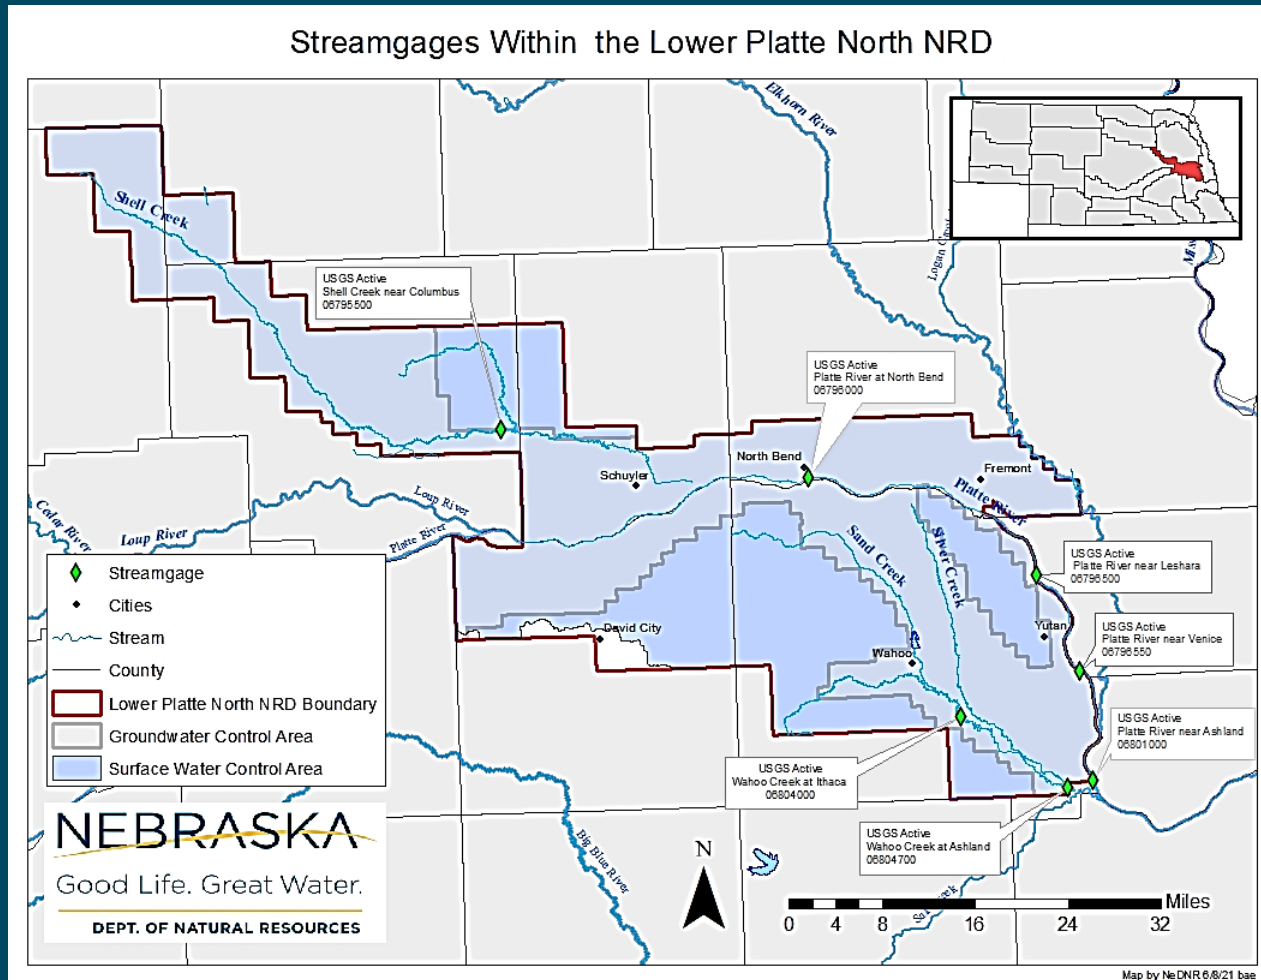 Streamgages Within the Lower Platte North NRD
Elkhorn River
Shell Creek
USGS Active
Shell Creek near Columbus
06795500
USGS Active
Platte River at North Bend
06796000
North Bend
Schuyler
Fremont
Platte River
Loup River
Platte River
Cedar River
Loup River
Sand Creek
Silver Creek
USGS Active
Platte River near Leshara
06796500
USGS Active
Platte River near Venice
06796550
Yutan
David City
Wahoo
USGS Active
Platte River near Ashland
06801000
USGS Active
Wahoo Creek at Ithaca
06804000
USGS Active
Wahoo Creek at Ashland
06804700
Big Blue River
Streamgage
Cities
Stream
County
Lower Platte North NRD Boundary
Groundwater Control Area
Surface Water Control Area
NEBRASKA
Good Life. Great Water.
DEPT. OF NATURAL RESOURCES
N
Miles
0 4 8 16 24 32
Map by NeDNR 6/8/21 bae